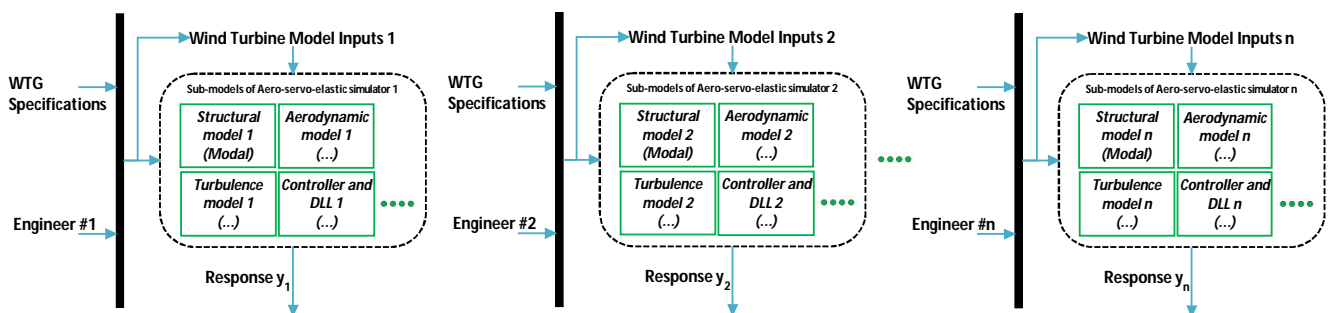 Wind Turbine Model Inputs 1
WTG
Specifications
Sub-models of Aero-servo-elastic simulator 1
Structural
model 1
(Modal)
Aerodynamic
model 1
(...)
Turbulence
model 1
(...)
Controller and
DLL 1
(...)
Engineer #1
Response y1
Wind Turbine Model Inputs 2
WTG
Specifications
Sub-models of Aero-servo-elastic simulator 2
Structural
model 2
(Modal)
Aerodynamic
model 2
(...)
Turbulence
model 2
(...)
Controller and
DLL 2
(...)
Engineer #2
Response y2
Wind Turbine Model Inputs n
WTG
Specifications
Sub-models of Aero-servo-elastic simulator n
Structural
model n
(Modal)
Aerodynamic
model n
(...)
Turbulence
model n
(...)
Controller and
DLL n
(...)
Engineer #n
Response yn